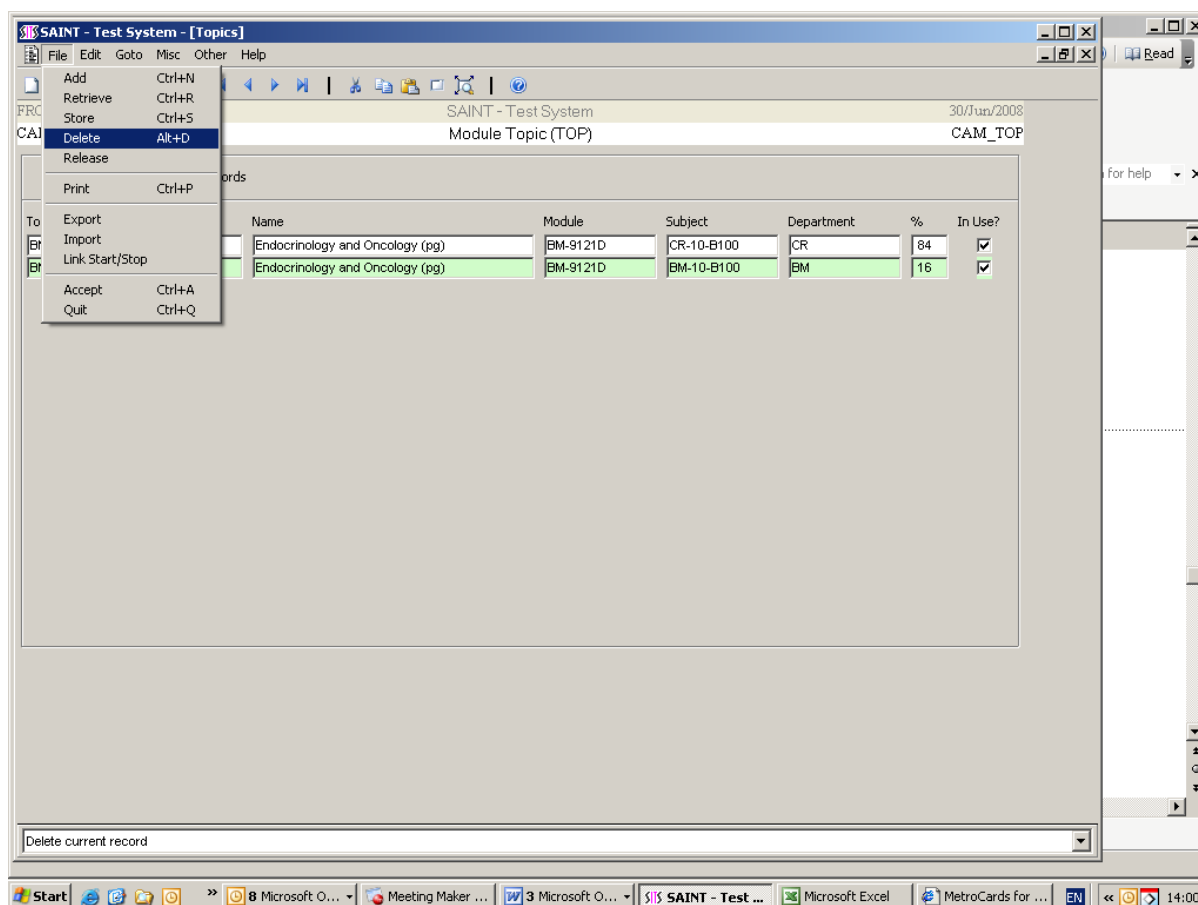 SAINT - Test System - [Topics]
File Edit Goto Misc Other Help
Read
Add Ctrl+N
Retrieve Ctrl+R
Store Ctrl+S
Delete Alt+D
Release
Print Ctrl+P
Export
Import
Link Start/Stop
Accept Ctrl+A
Quit Ctrl+Q
SAINT - Test System 30/Jun/2008
Module Topic (TOP) CAM_TOP
for help
Name Module Subject Department % In Use?
Endocrinology and Oncology (pg) BM-9121D CR-10-B100 CR 84
Endocrinology and Oncology (pg) BM-9121D BM-10-B100 BM 16
Delete current record
Start » 8 Microsoft O... Meeting Maker ... 3 Microsoft O... SAINT - Test ... Microsoft Excel MetroCards for ... EN « 14:00